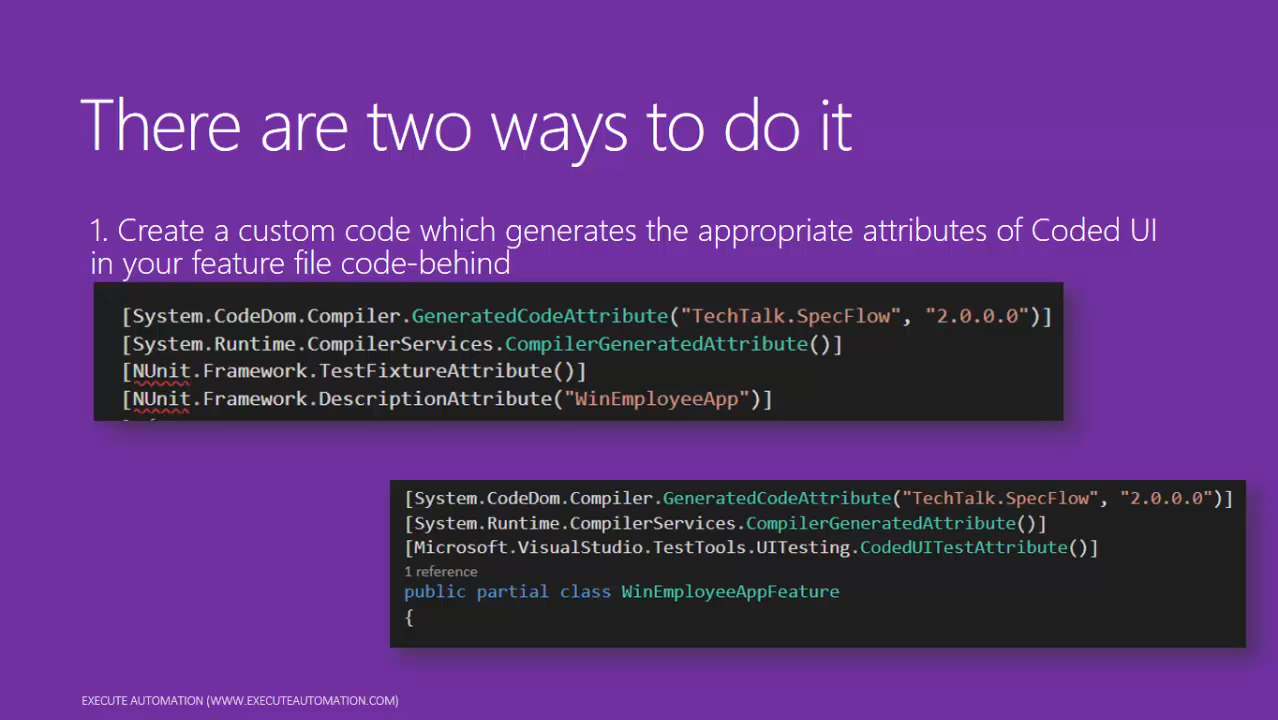 There are two ways to do it
1. Create a custom code which generates the appropriate attributes of Coded UI
in your feature file code-behind
[System.CodeDom.Compiler.GeneratedCodeAttribute("TechTalk.SpecFlow", "2.0.0.0")]
[System.Runtime.CompilerServices.CompilerGeneratedAttribute()]
[NUnit.Framework.TestFixtureAttribute()]
[NUnit.Framework.DescriptionAttribute("WinEmployeeApp")]
[System.CodeDom.Compiler.GeneratedCodeAttribute("TechTalk.SpecFlow", "2.0.0.0")]
[System.Runtime.CompilerServices.CompilerGeneratedAttribute()]
[Microsoft.VisualStudio.TestTools.UITesting.CodedUITestAttribute()]
1 reference
public partial class WinEmployeeAppFeature
{
EXECUTE AUTOMATION (WWW.EXECUTEAUTOMATION.COM)